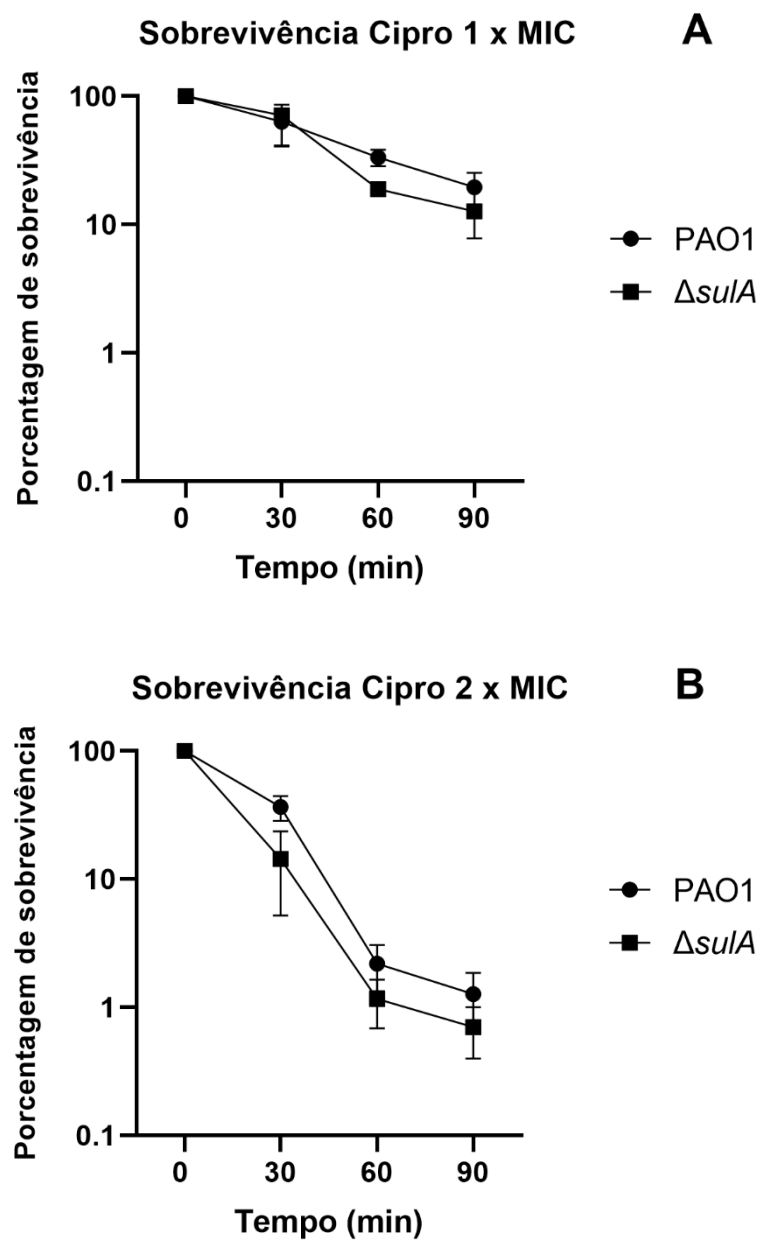 Sobrevivência Cipro 1 x MIC
A
Porcentagem de sobrevivência
100
10
1
0.1
0 30 60 90
Tempo (min)
PAO1
ΔsulA
Sobrevivência Cipro 2 x MIC
B
Porcentagem de sobrevivência
100
10
1
0.1
0 30 60 90
Tempo (min)
PAO1
ΔsulA